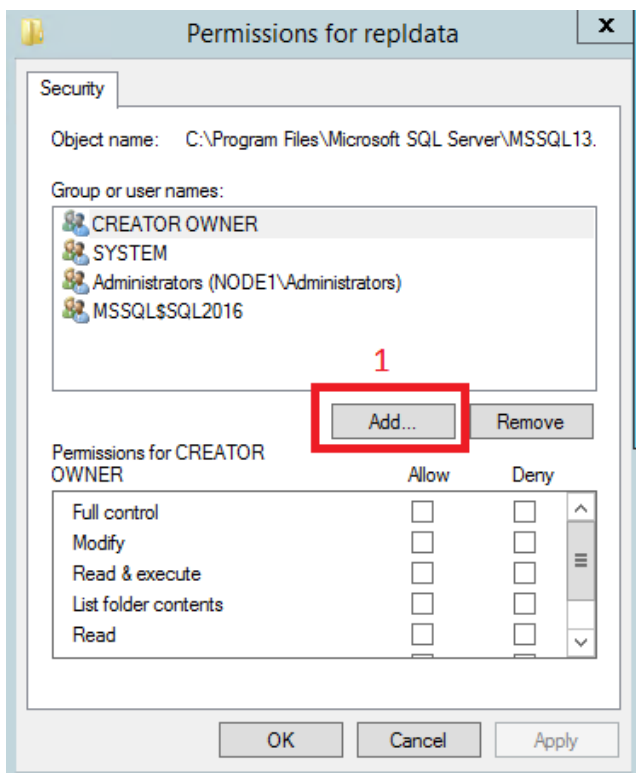 Permissions for repldata
x
Security
Object name: C:\Program Files\Microsoft SQL Server\MSSQL13.
Group or user names:
CREATOR OWNER
SYSTEM
Administrators (NODE1\Administrators)
MSSQL$SQL2016
1
Add...
Remove
Permissions for CREATOR
OWNER Allow Deny
Full control
Modify
Read & execute
List folder contents
Read
OK Cancel Apply